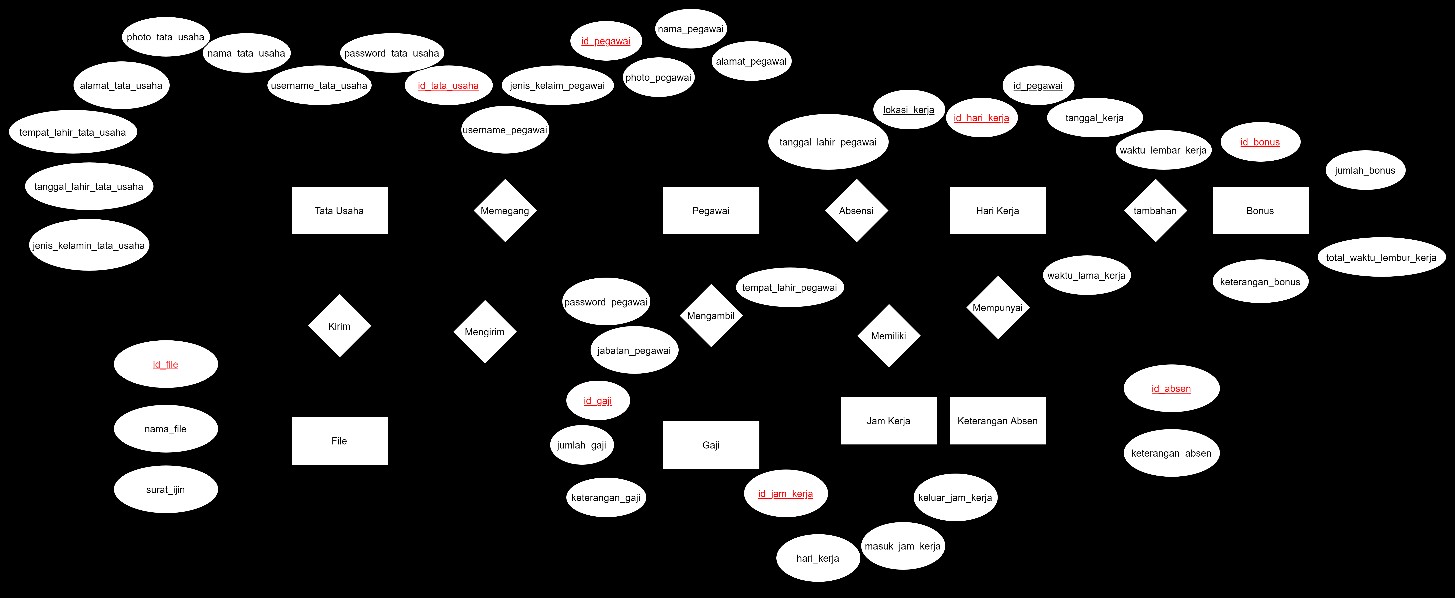 photo_tata_usaha
nama_tata_usaha
password_tata_usaha
id_pegawai
nama_pegawai
alamat_pegawai
alamat_tata_usaha
username_tata_usaha
id_tata_usaha
jenis_kelaim_pegawai
photo_pegawai
id_pegawai
tempat_lahir_tata_usaha
username_pegawai
tanggal_lahir_pegawai
lokasi_kerja
id_hari_kerja
tanggal_kerja
waktu_lembar_kerja
id_bonus
jumlah_bonus
tanggal_lahir_tata_usaha
Tata Usaha
Memegang
Pegawai
Absensi
Hari Kerja
tambahan
Bonus
jenis_kelamin_tata_usaha
total_waktu_lembur_kerja
waktu_lama_kerja
keterangan_bonus
password_pegawai
tempat_lahir_pegawai
Kirim
Mengirim
Mengambil
Memiliki
Mempunyai
jabatan_pegawai
id_file
id_gaji
id_absen
nama_file
File
jumlah_gaji
Gaji
Jam Kerja
Keterangan Absen
keterangan_absen
surat_ijin
keterangan_gaji
id_jam_kerja
keluar_jam_kerja
hari_kerja
masuk_jam_kerja